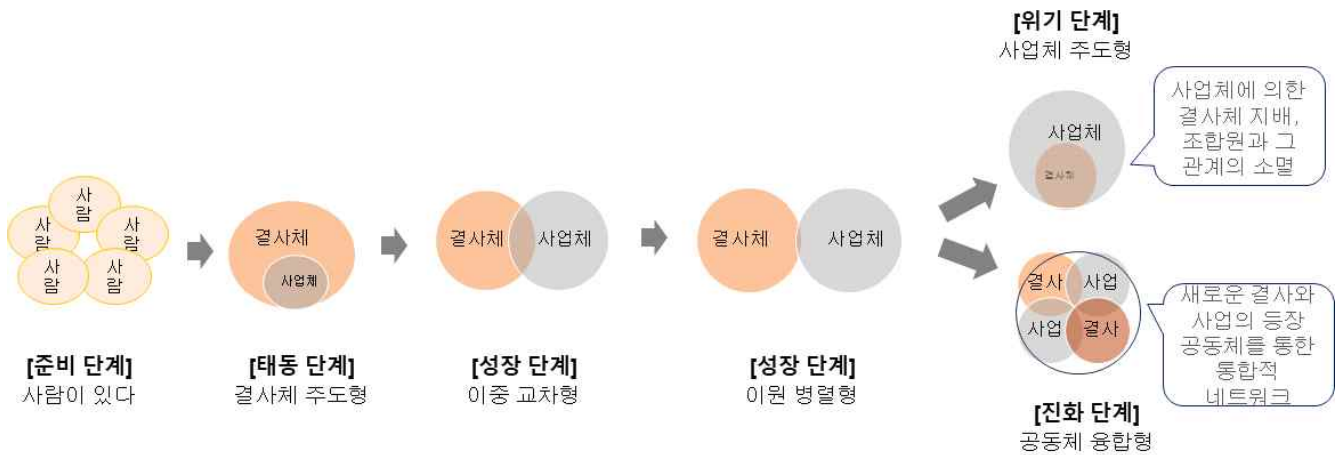 [위기 단계]
사업체 주도형
사업체
결사체
사업체에 의한
결사체 지배,
조합원과 그
관계의 소멸
사
람
사
람
사
람
사
람
사
람
결사체
사업체
결사체
사업체
결사체
사업체
결사
사업
사업
결사
새로운 결사와
사업의 등장
공동체를 통한
통합적
네트워크
[준비 단계]
사람이 있다
[태동 단계]
결사체 주도형
[성장 단계]
이중 교차형
[성장 단계]
이원 병렬형
[진화 단계]
공동체 융합형